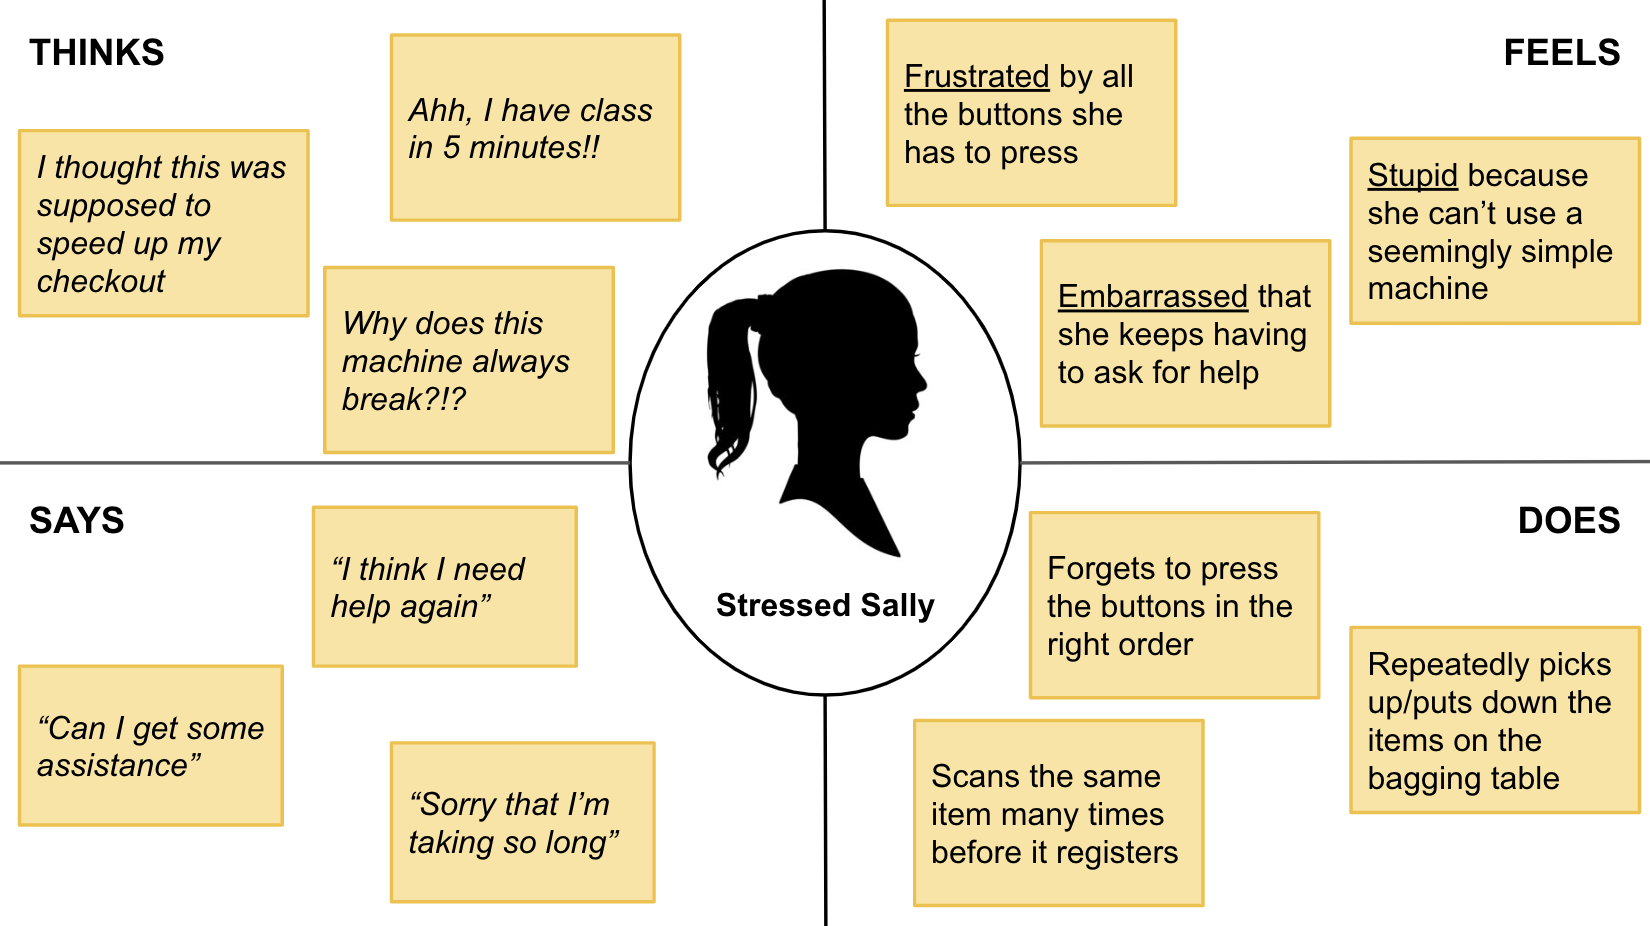 THINKS
Ahh, I have class
in 5 minutes!!
I thought this was
supposed to
speed up my
checkout
Why does this
machine always
break?!?
FEELS
Frustrated by all
the buttons she
has to press
Stupid because
she can’t use a
seemingly simple
machine
Embarrassed that
she keeps having
to ask for help
Stressed Sally
SAYS
“I think I need
help again”
“Can I get some
assistance”
“Sorry that I’m
taking so long”
DOES
Forgets to press
the buttons in the
right order
Repeatedly picks
up/puts down the
items on the
bagging table
Scans the same
item many times
before it registers